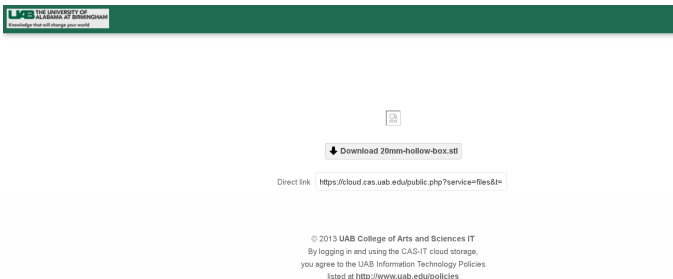 UAB THE UNIVERSITY OF
ALABAMA AT BIRMINGHAM
Knowledge that will change your world
Download 20mm-hollow-box.stl
Direct link https://cloud.cas.uab.edu/public.php?service=files&t=
© 2013 UAB College of Arts and Sciences IT
By logging in and using the CAS-IT cloud storage,
you agree to the UAB Information Technology Policies
listed at http://www.uab.edu/policies